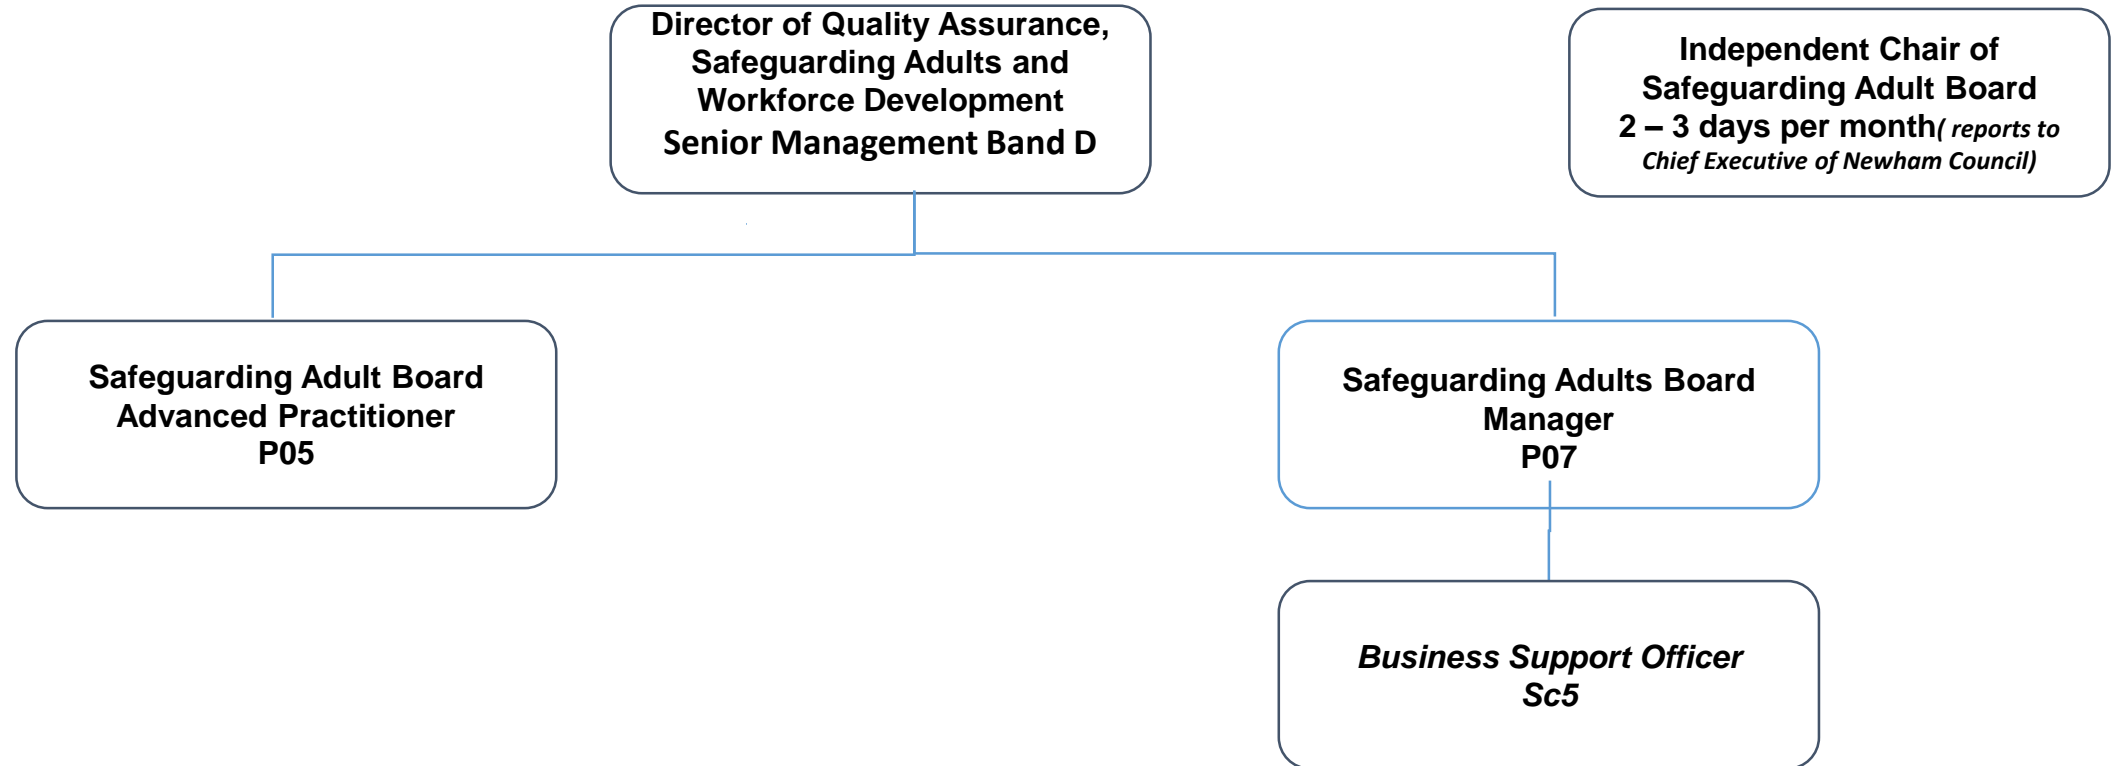 Director of Quality Assurance,
Safeguarding Adults and
Workforce Development
Senior Management Band D
Independent Chair of
Safeguarding Adult Board
2 – 3 days per month( reports to
Chief Executive of Newham Council)
Safeguarding Adult Board
Advanced Practitioner
P05
Safeguarding Adults Board
Manager
P07
Business Support Officer
Sc5